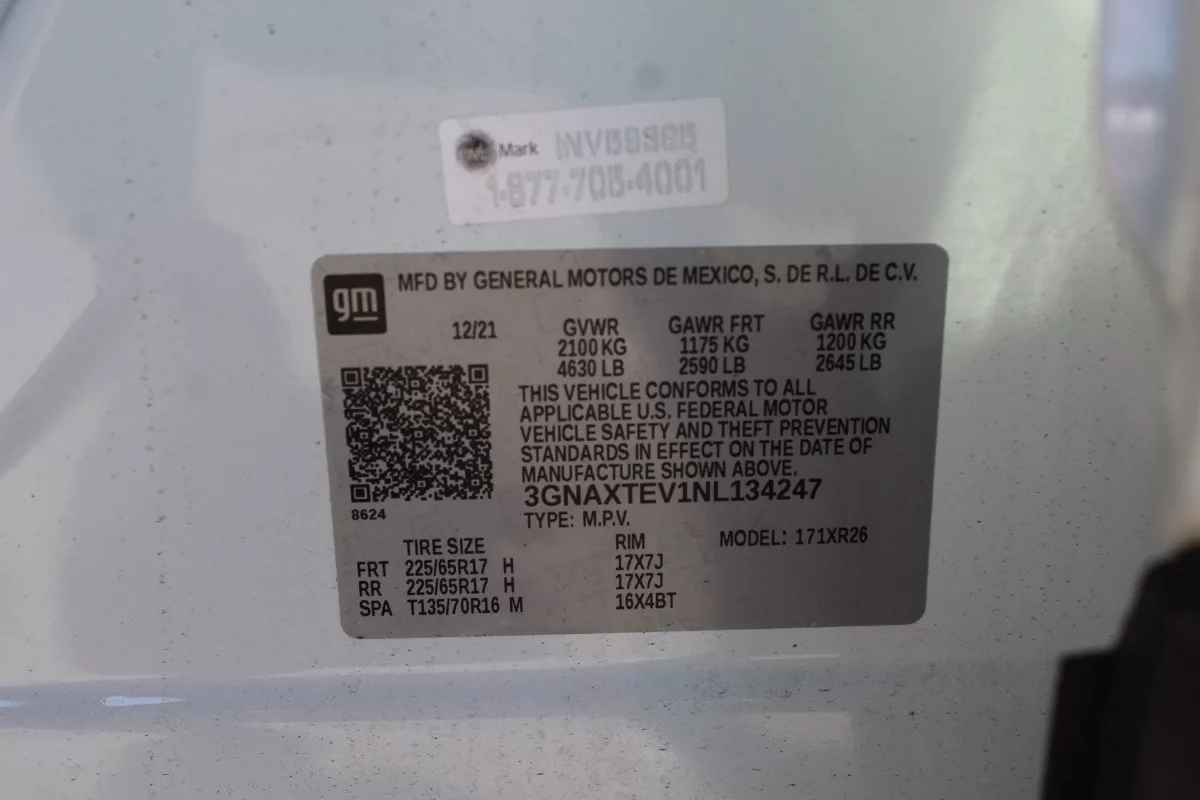 Mark
1-877-705-4001
gm
MFD BY GENERAL MOTORS DE MEXICO, S. DE R.L. DE C.V.
12/21 GVWR GAWR FRT GAWR RR
2100 KG 1175 KG 1200 KG
4630 LB 2590 LB 2645 LB
THIS VEHICLE CONFORMS TO ALL
APPLICABLE U.S. FEDERAL MOTOR
VEHICLE SAFETY AND THEFT PREVENTION
STANDARDS IN EFFECT ON THE DATE OF
MANUFACTURE SHOWN ABOVE.
3GNAXTEV1NL134247
8624
TYPE: M.P.V.
MODEL: 171XR26
TIRE SIZE RIM
FRT 225/65R17 H 17X7J
RR 225/65R17 H 17X7J
SPA T135/70R16 M 16X4BT